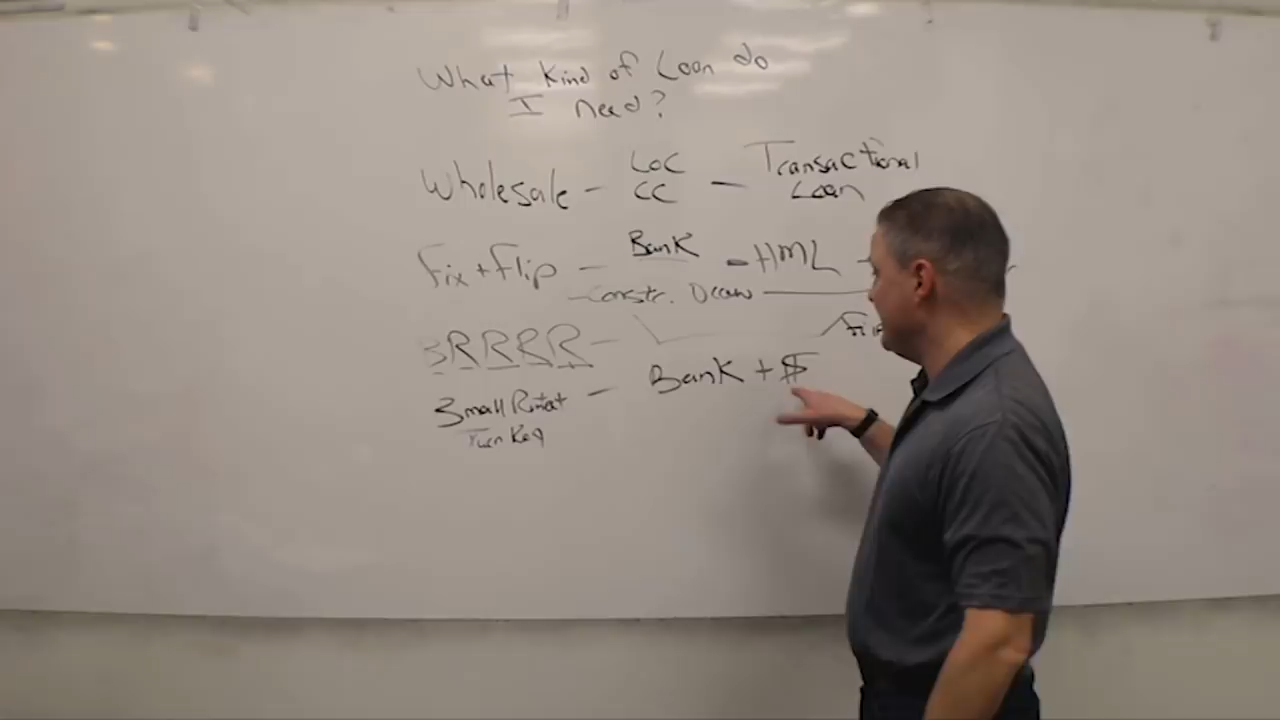 What Kind of Loan do
I need?
Wholesale - LOC CC - Transactional Loan
Fix + Flip - Bank - HML -
Constr. Draw
BRRRR -
Small Rental - Bank + $
Turn Key